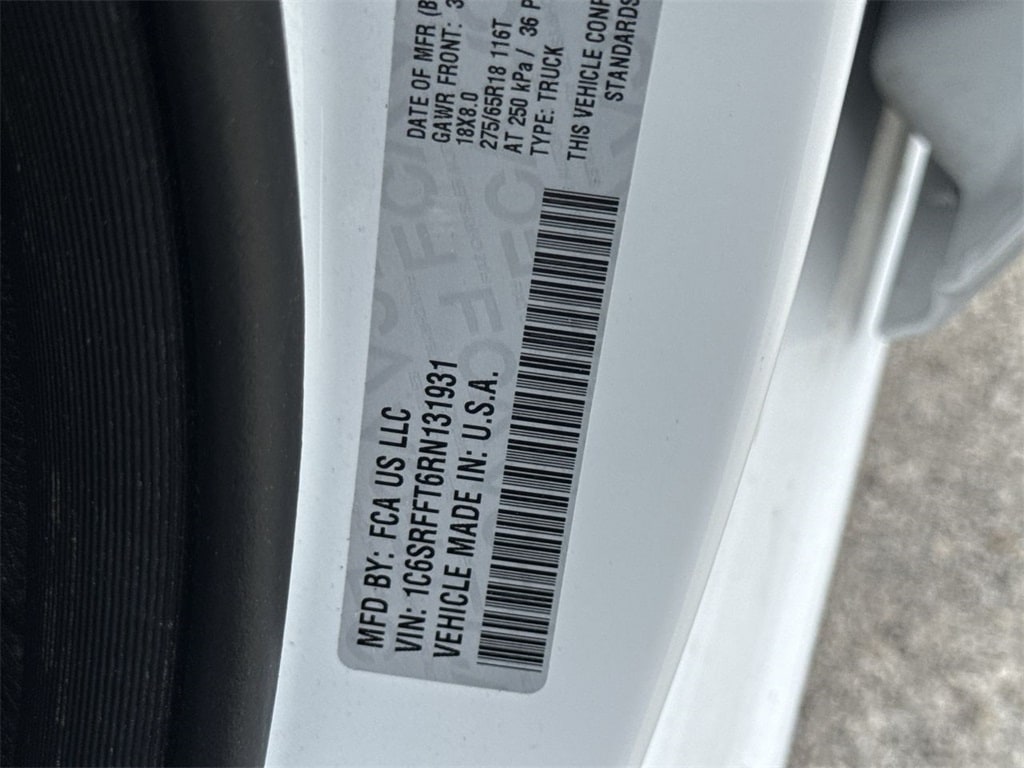 MFD BY: FCA US LLC
VIN: 1C6SRFFT6RN131931
VEHICLE MADE IN: U.S.A.
DATE OF MFR (B
GAWR FRONT: 3
18X8.0
275/65R18 116T
AT 250 kPa / 36 P
TYPE: TRUCK
THIS VEHICLE CONF
STANDARDS